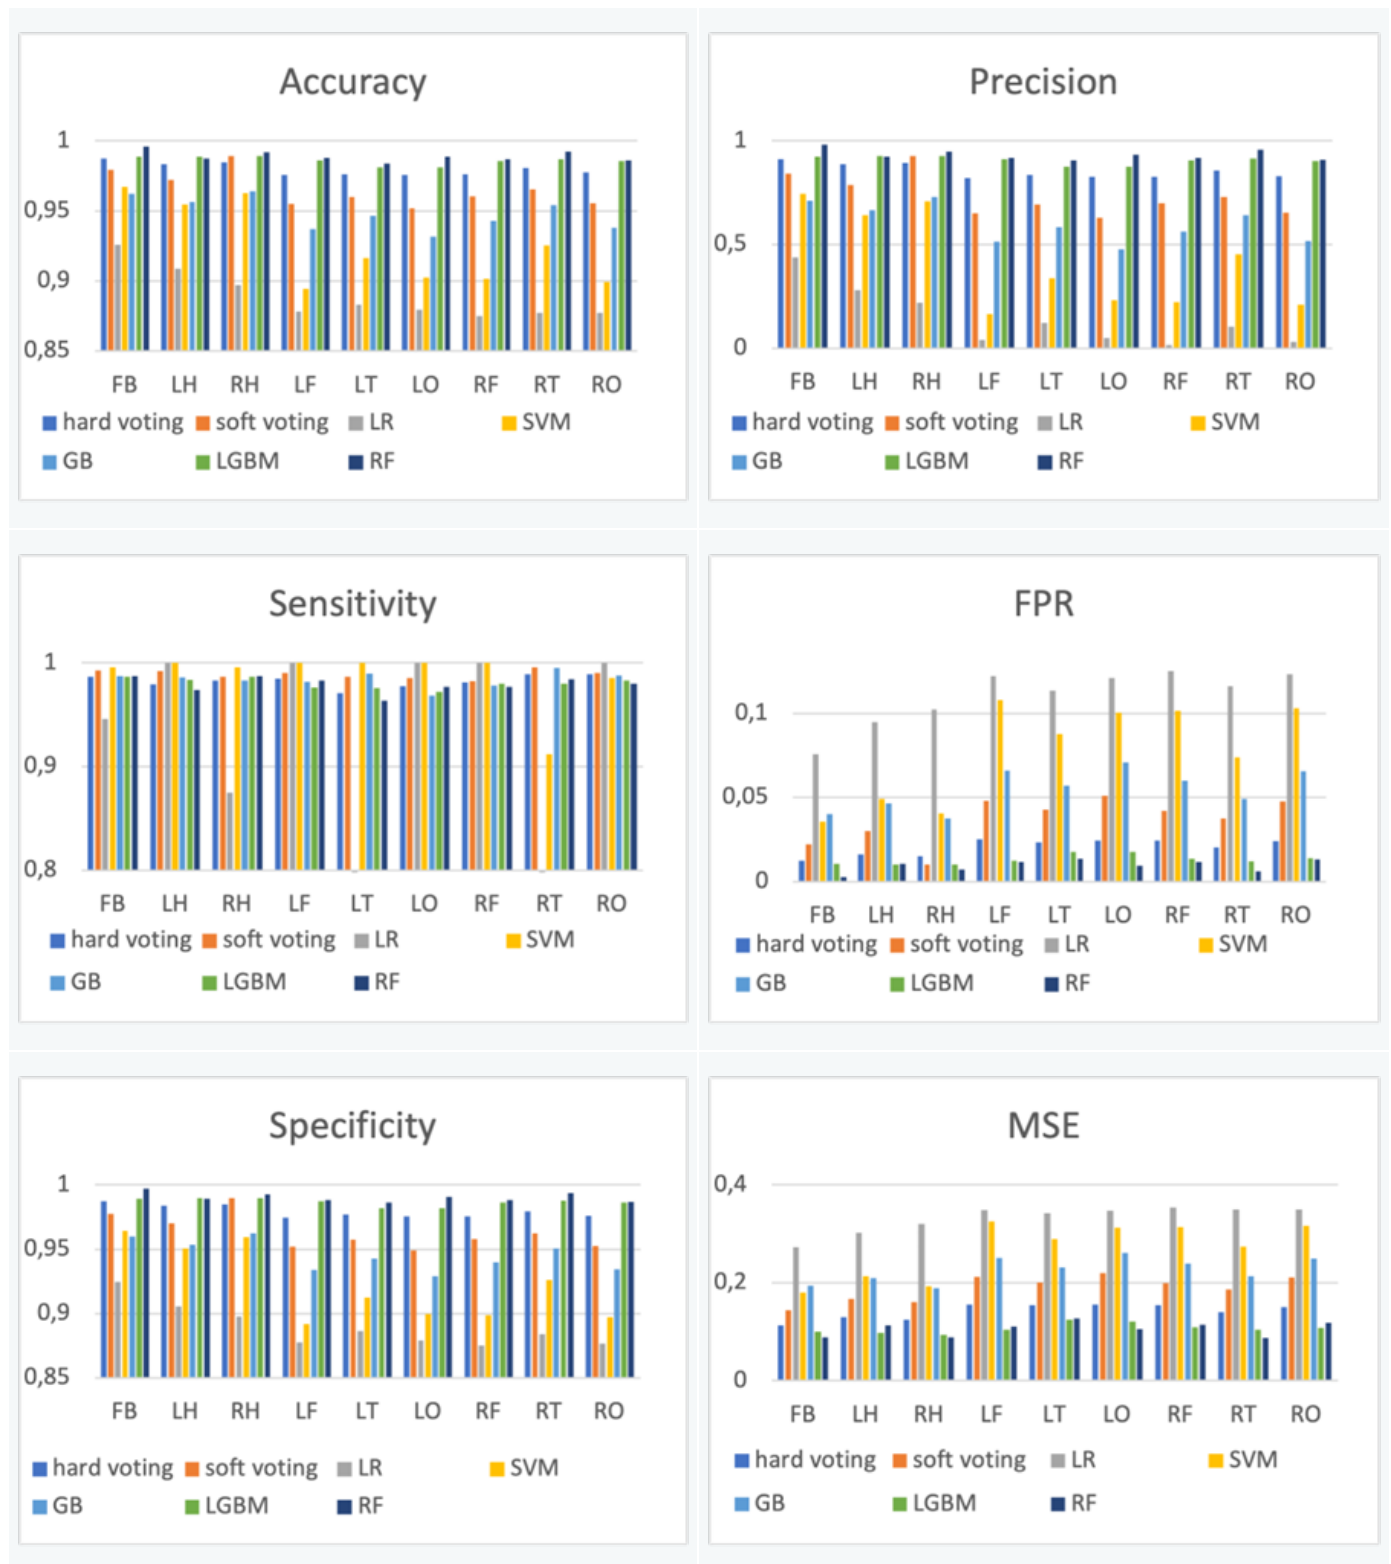 Accuracy
1
0,95
0,9
0,85
FB LH RH LF LT LO RF RT RO
hard voting soft voting LR SVM
GB LGBM RF
Precision
1
0,5
0
FB LH RH LF LT LO RF RT RO
hard voting soft voting LR SVM
GB LGBM RF
Sensitivity
1
0,9
0,8
FB LH RH LF LT LO RF RT RO
hard voting soft voting LR SVM
GB LGBM RF
FPR
0,1
0,05
0
FB LH RH LF LT LO RF RT RO
hard voting soft voting LR SVM
GB LGBM RF
Specificity
1
0,95
0,9
0,85
FB LH RH LF LT LO RF RT RO
hard voting soft voting LR SVM
GB LGBM RF
MSE
0,4
0,2
0
FB LH RH LF LT LO RF RT RO
hard voting soft voting LR SVM
GB LGBM RF